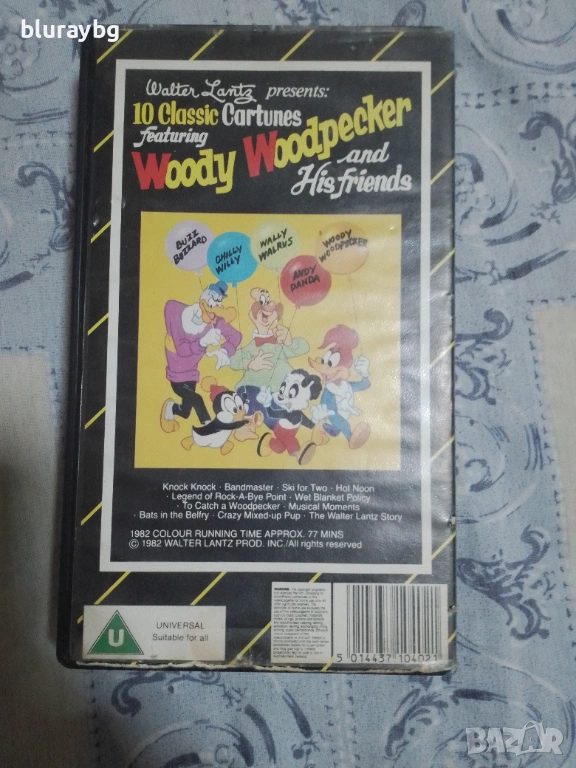 bluraybg
Walter Lantz presents:
10 Classic Cartunes
featuring
Woody Woodpecker
and
His friends
BUZZ
BUZZARD
CHILLY
WILLY
WALLY
WALRUS
ANDY
PANDA
WOODY
WOODPECKER
Knock Knock · Bandmaster · Ski for Two · Hot Noon
· Legend of Rock-A-Bye Point · Wet Blanket Policy
· To Catch a Woodpecker · Musical Moments
· Bats in the Belfry · Crazy Mixed-up Pup · The Walter Lantz Story
1982 COLOUR RUNNING TIME APPROX. 77 MINS
© 1982 WALTER LANTZ PROD. INC./All rights reserved
U
UNIVERSAL
Suitable for all
5 014437 104021
BAZAR